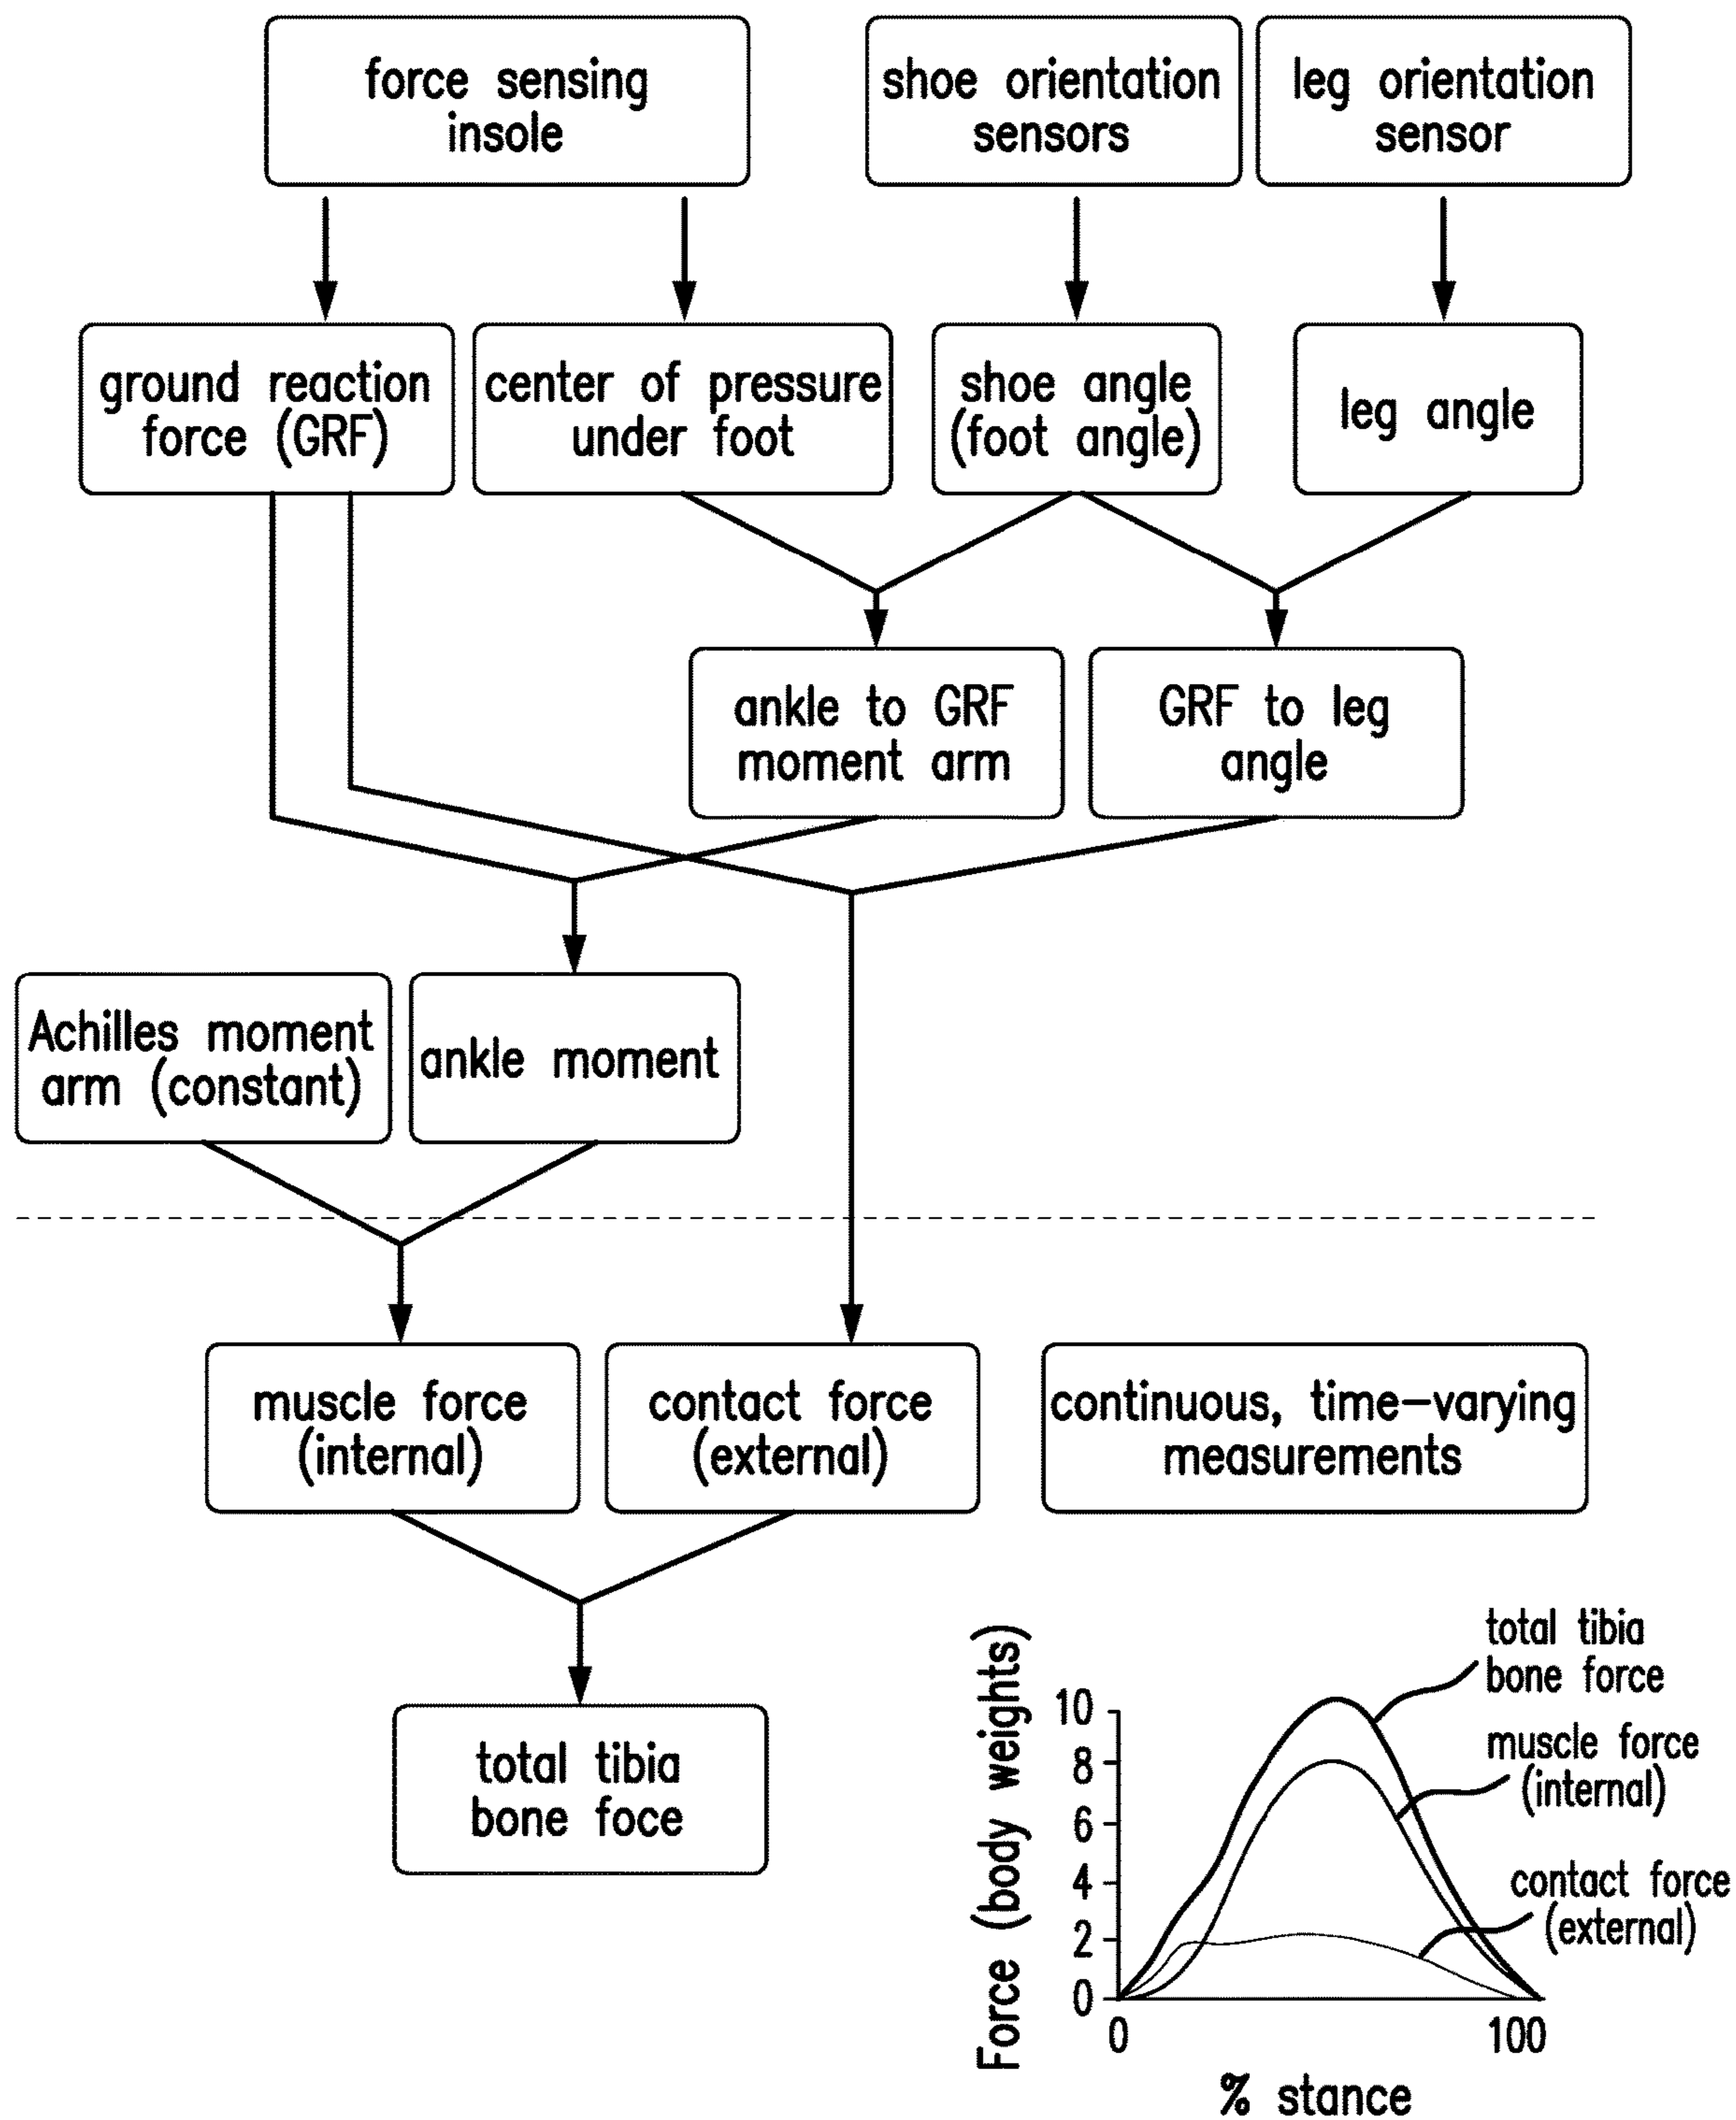 force sensing
insole
shoe orientation
sensors
leg orientation
sensor
ground reaction
force (GRF)
center of pressure
under foot
shoe angle
(foot angle)
leg angle
ankle to GRF
moment arm
GRF to leg
angle
Achilles moment
arm (constant)
ankle moment
muscle force
(internal)
contact force
(external)
continuous, time-varying
measurements
total tibia
bone foce
Force (body weights)
10
8
6
4
2
0
0
100
% stance
total tibia
bone force
muscle force
(internal)
contact force
(external)